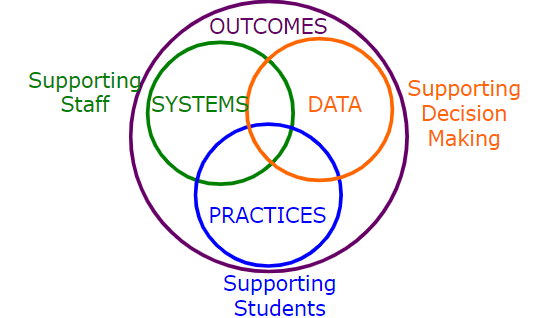 OUTCOMES
Supporting
Staff
SYSTEMS
DATA
Supporting
Decision
Making
PRACTICES
Supporting
Students